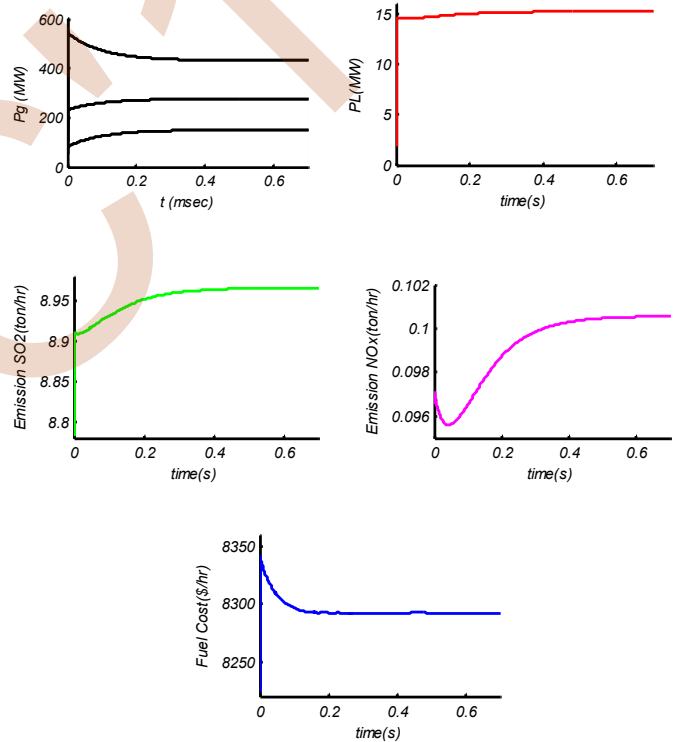 600
400
200
0
Pg (MW)
0 0.2 0.4 0.6
t (msec)
15
10
5
0
PL(MW)
0 0.2 0.4 0.6
time(s)
8.95
8.9
8.85
8.8
Emission SO2(ton/hr)
0 0.2 0.4 0.6
time(s)
0.102
0.1
0.098
0.096
Emission NOx(ton/hr)
0 0.2 0.4 0.6
time(s)
8350
8300
8250
Fuel Cost($/hr)
0 0.2 0.4 0.6
time(s)